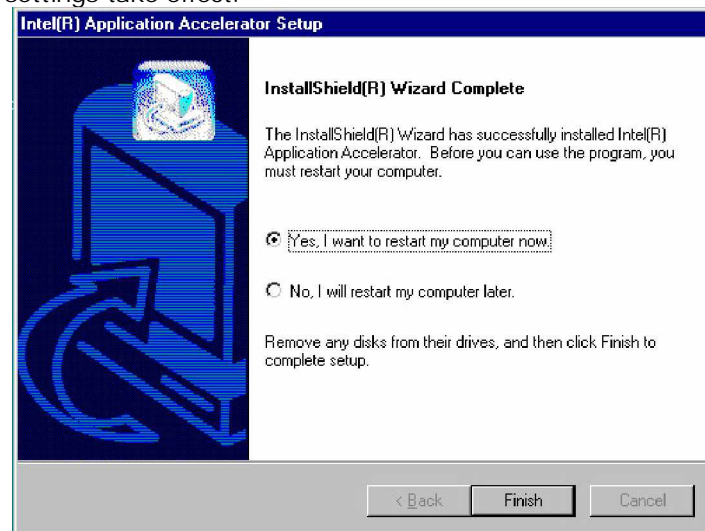 settings take effect.
Intel(R) Application Accelerator Setup
InstallShield(R) Wizard Complete
The InstallShield(R) Wizard has successfully installed Intel(R)
Application Accelerator. Before you can use the program, you
must restart your computer.
Yes, I want to restart my computer now.
No, I will restart my computer later.
Remove any disks from their drives, and then click Finish to
complete setup.
< Back
Finish
Cancel